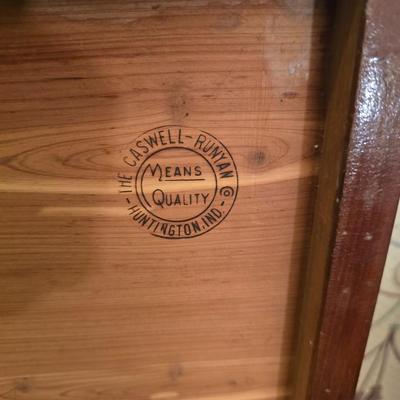 THE CASWELL-RUNYAN Co
MEANS
QUALITY
-HUNTINGTON, IND.-